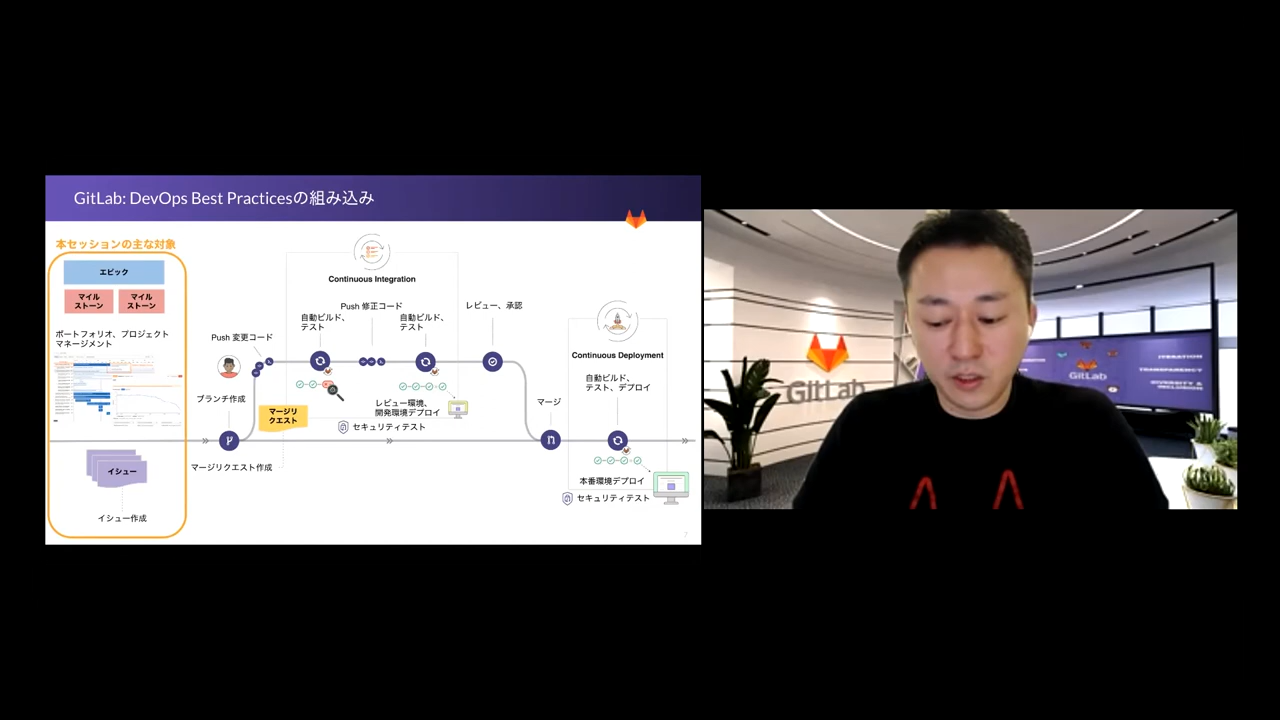 GitLab: DevOps Best Practicesの組み込み
本セッションの主な対象
エピック
マイル
ストーン
マイル
ストーン
ポートフォリオ、プロジェクト
マネージメント
イシュー
イシュー作成
Push 変更コード
ブランチ作成
マージリ
クエスト
マージリクエスト作成
Continuous Integration
自動ビルド、
テスト
Push 修正コード
自動ビルド、
テスト
レビュー環境、
開発環境デプロイ
セキュリティテスト
レビュー、承認
マージ
Continuous Deployment
自動ビルド、
テスト、デプロイ
本番環境デプロイ
セキュリティテスト
7
GitLab
GitLab
ITERATION
TRANSPARENCY
DIVERSITY &
INCLUSION